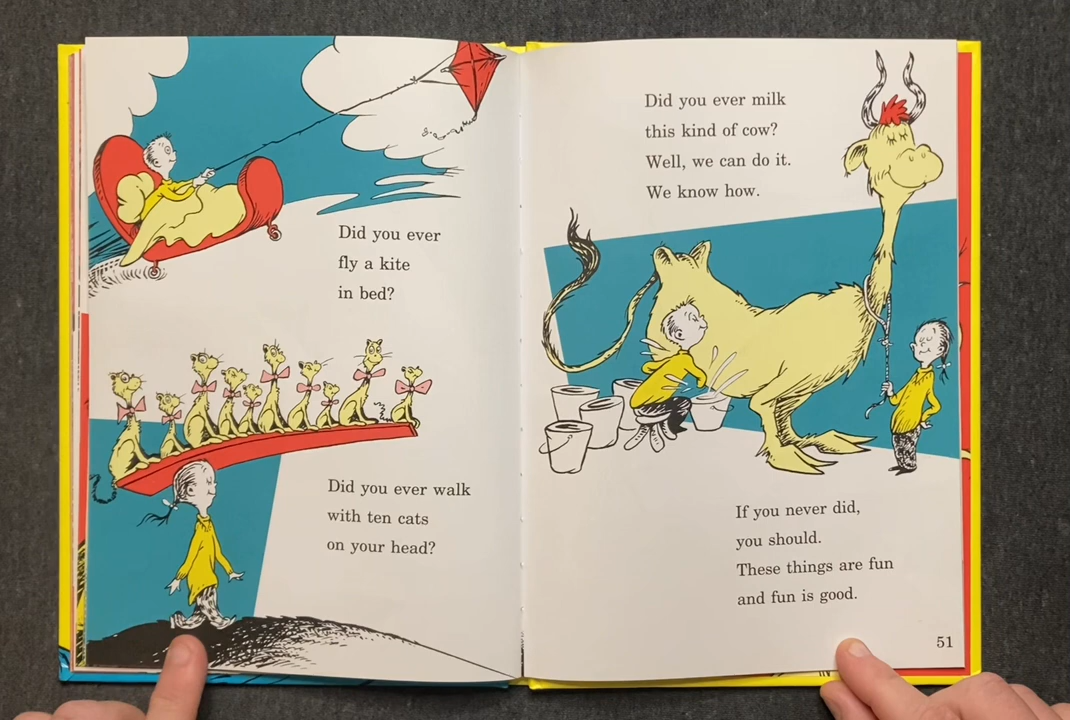 Did you ever
fly a kite
in bed?
Did you ever walk
with ten cats
on your head?
Did you ever milk
this kind of cow?
Well, we can do it.
We know how.
If you never did,
you should.
These things are fun
and fun is good.
51